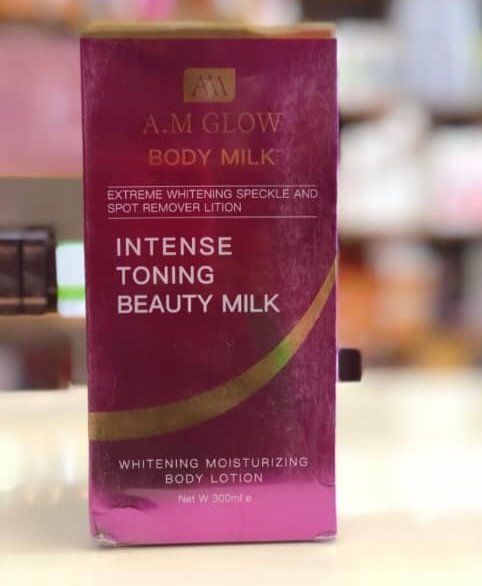 AM
A.M GLOW
BODY MILK
EXTREME WHITENING SPECKLE AND
SPOT REMOVER LITION
INTENSE
TONING
BEAUTY MILK
WHITENING MOISTURIZING
BODY LOTION
Net W 300ml e